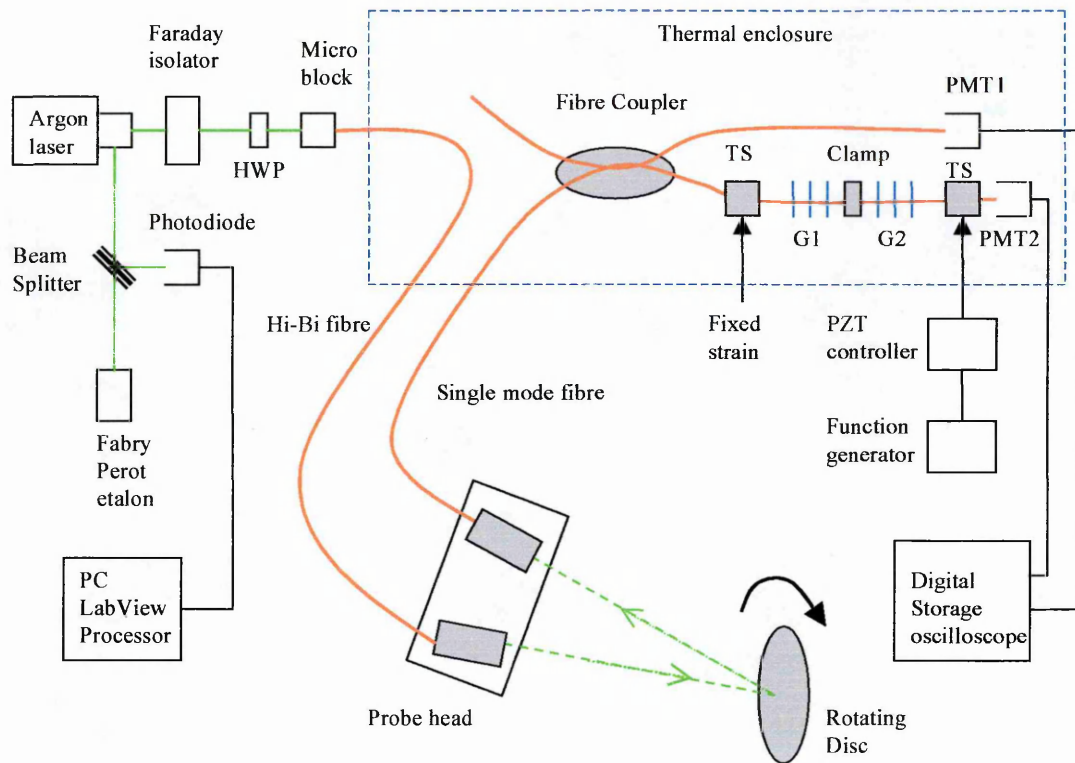 Faraday
isolator
Micro
block
Thermal enclosure
Argon
laser
HWP
Fibre Coupler
PMT1
TS
Clamp
TS
G1
G2
PMT2
Photodiode
Beam
Splitter
Hi-Bi fibre
Fixed
strain
PZT
controller
Single mode fibre
Function
generator
Fabry
Perot
etalon
PC
LabView
Processor
Digital
Storage
oscilloscope
Probe head
Rotating
Disc